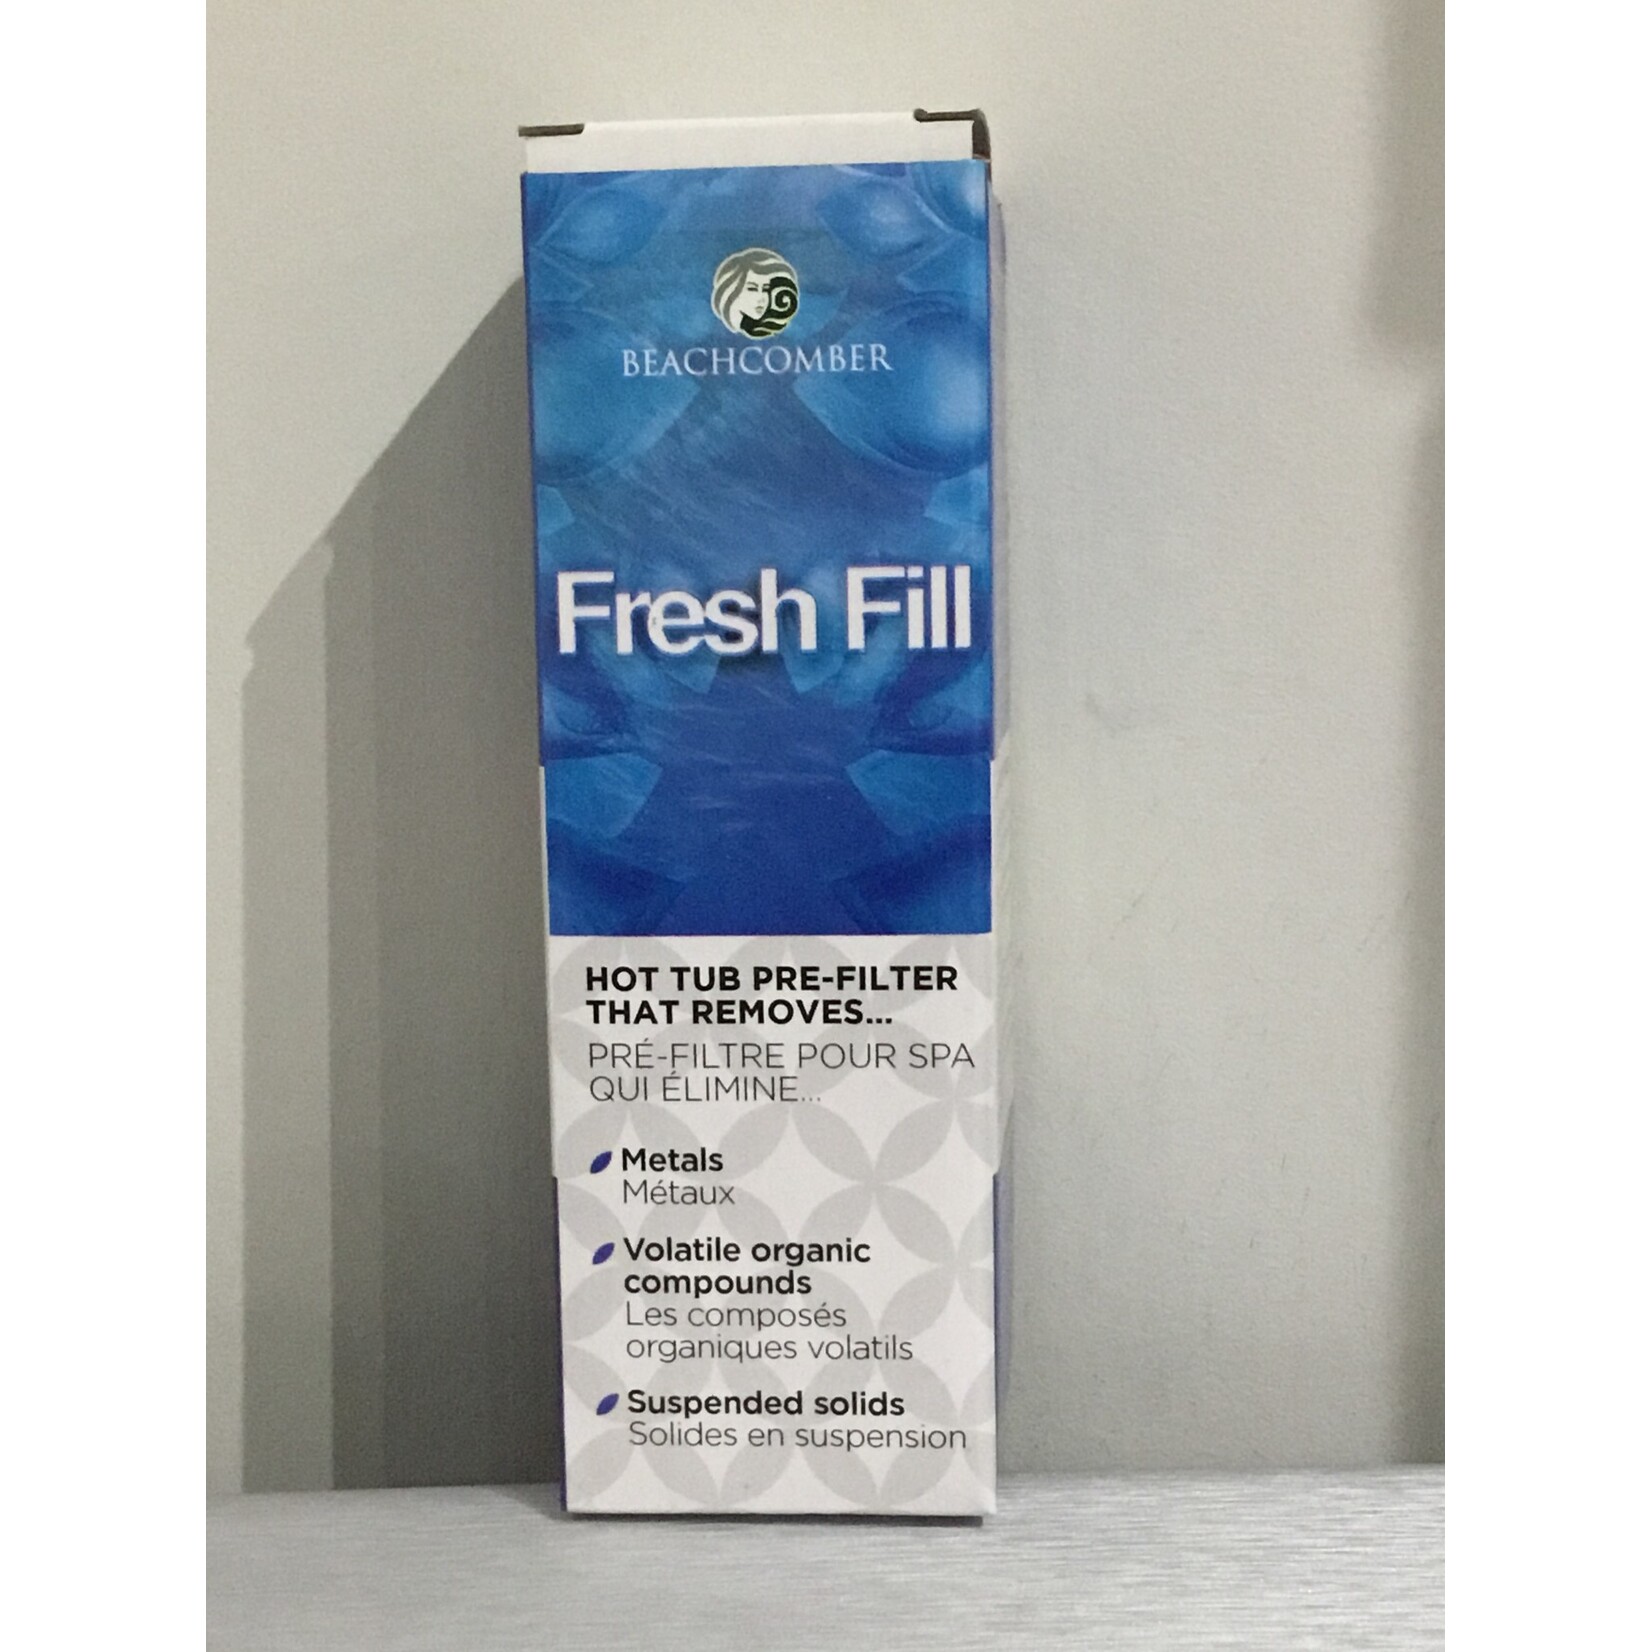 BEACHCOMBER
Fresh Fill
HOT TUB PRE-FILTER
THAT REMOVES...
PRÉ-FILTRE POUR SPA
QUI ÉLIMINE...
Metals
Métaux
Volatile organic
compounds
Les composés
organiques volatils
Suspended solids
Solides en suspension